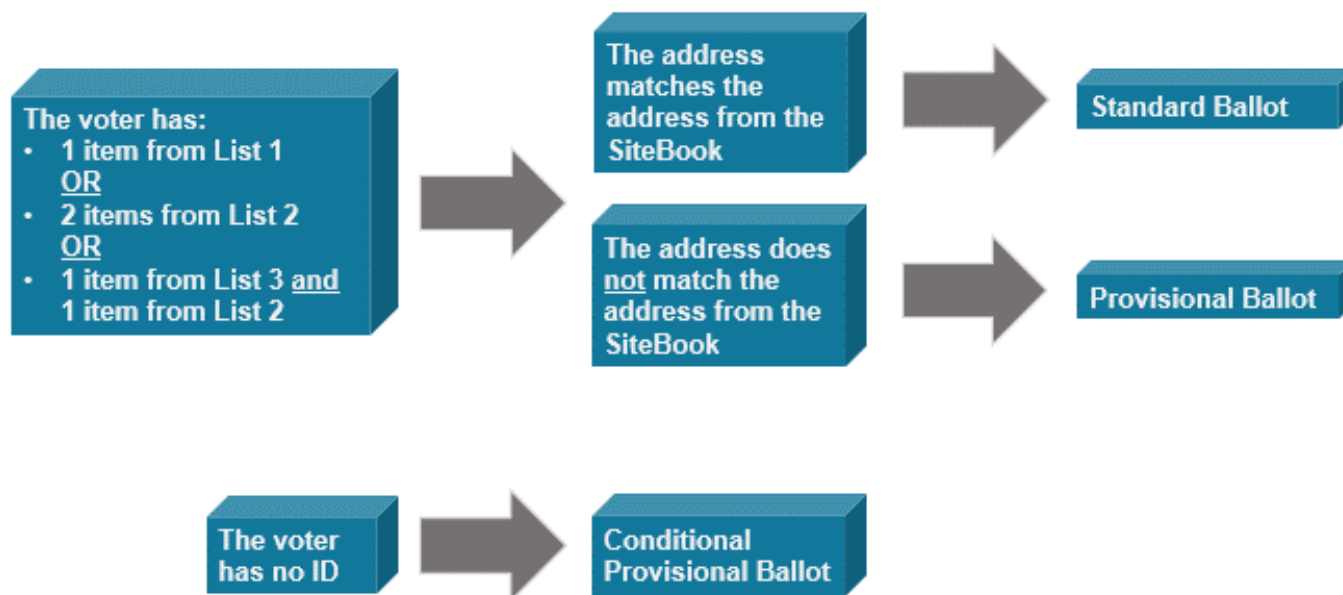 The voter has:
• 1 item from List 1
OR
• 2 items from List 2
OR
• 1 item from List 3 and
1 item from List 2
The address
matches the
address from the
SiteBook
Standard Ballot
The address does
not match the
address from the
SiteBook
Provisional Ballot
The voter
has no ID
Conditional
Provisional Ballot